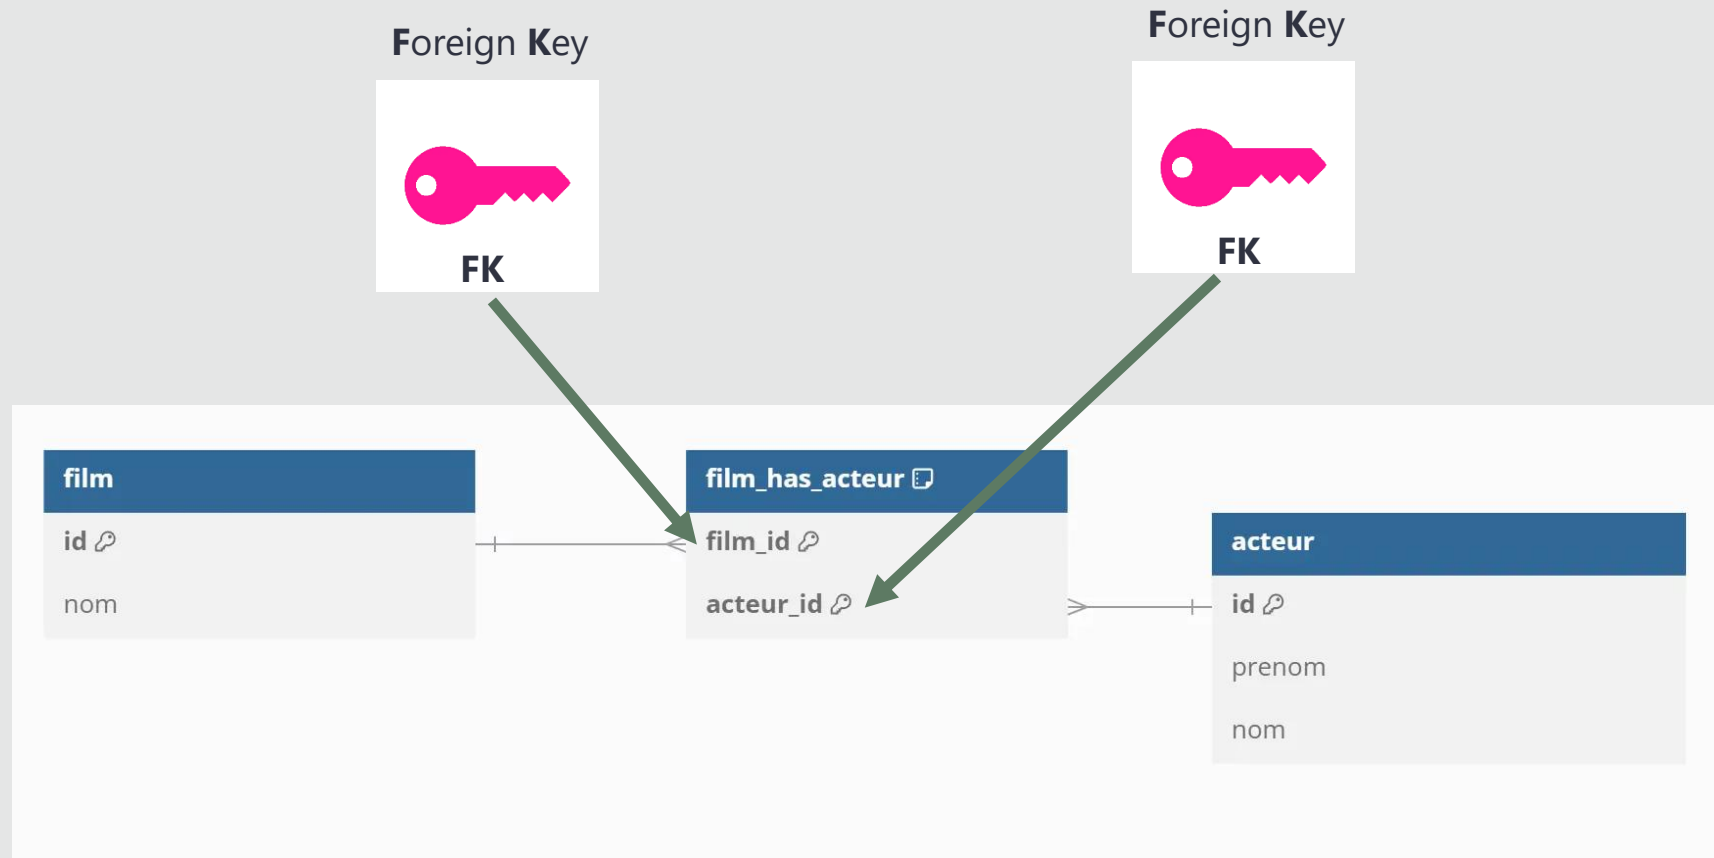 Foreign Key
FK
Foreign Key
FK
film
id
nom
film_has_acteur
film_id
acteur_id
acteur
id
prenom
nom